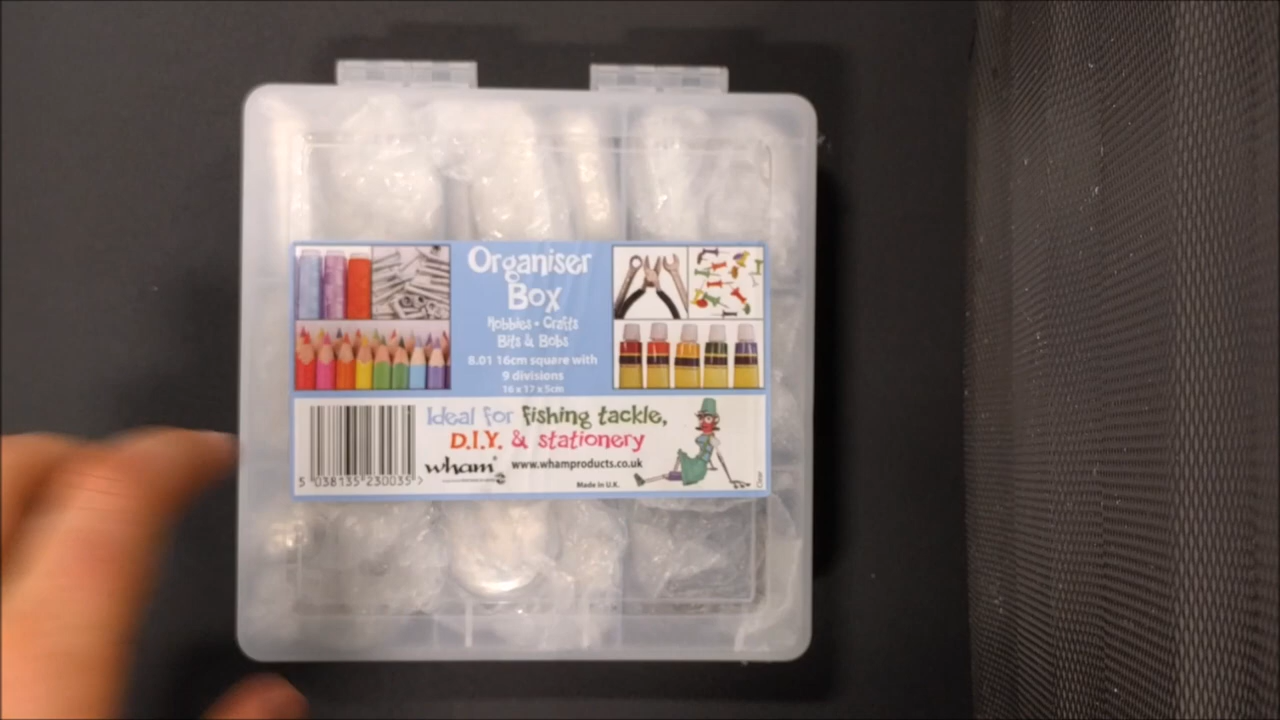 Organiser
Box
Hobbies • Crafts
Bits & Bobs
8.01 16cm square with
9 divisions
16 x 17 x 5cm
Ideal for fishing tackle,
D.I.Y. & stationery
wham® www.whamproducts.co.uk
Made in U.K.
Clear
5 038135 230035 >